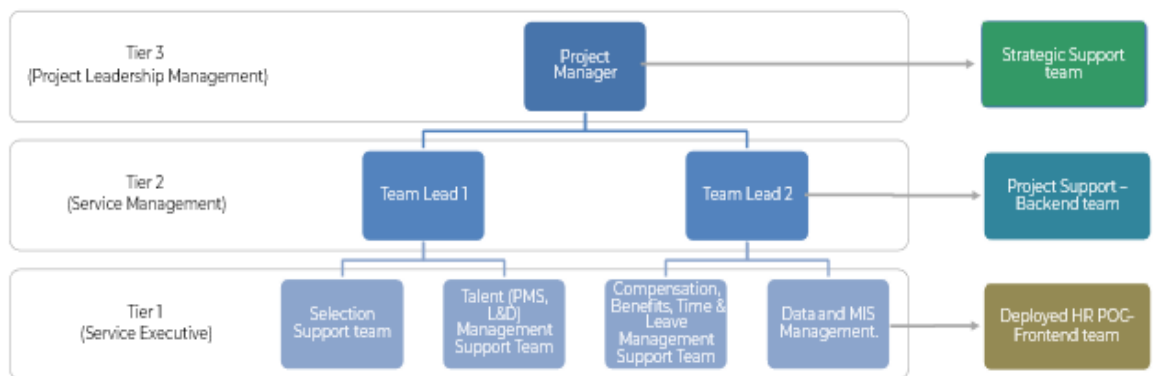 Tier 3
(Project Leadership Management)
Project
Manager
Strategic Support
team
Tier 2
(Service Management)
Team Lead 1
Team Lead 2
Project Support –
Backend team
Tier 1
(Service Executive)
Selection
Support team
Talent (PMS,
L&D)
Management
Support Team
Compensation,
Benefits, Time &
Leave
Management
Support Team
Data and MIS
Management.
Deployed HR POC-
Frontend team